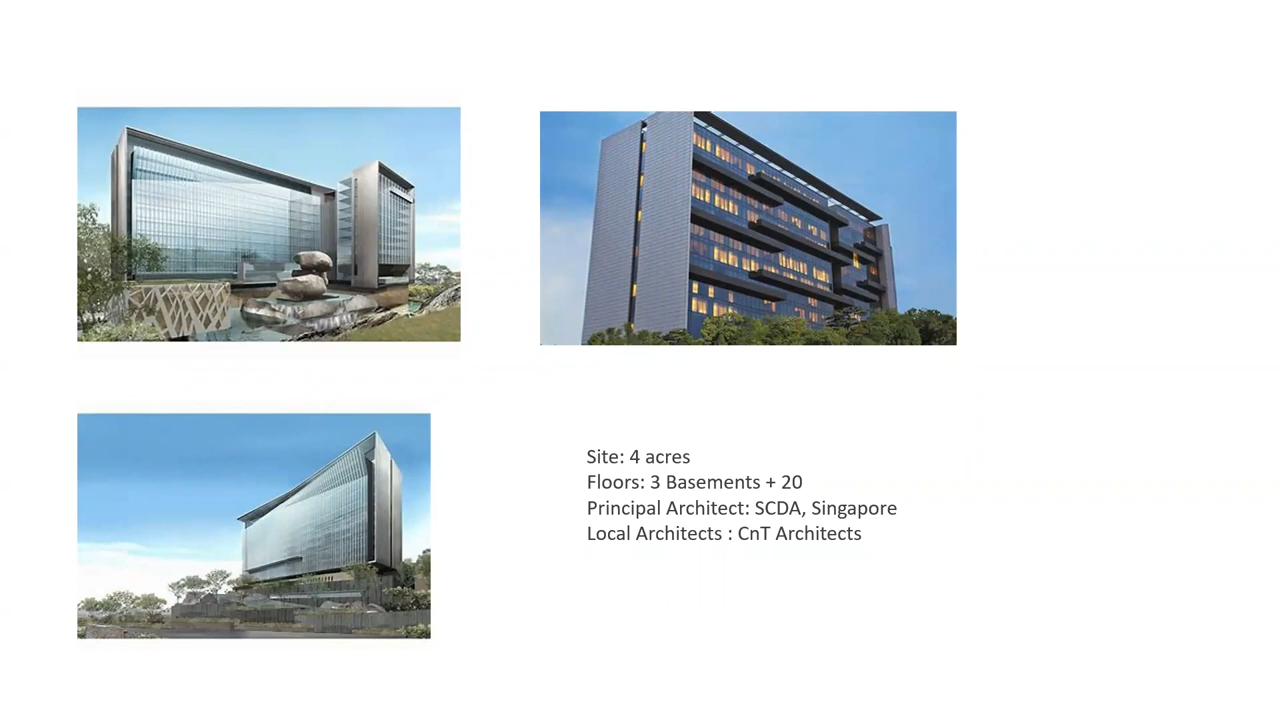 Site: 4 acres
Floors: 3 Basements + 20
Principal Architect: SCDA, Singapore
Local Architects : CnT Architects